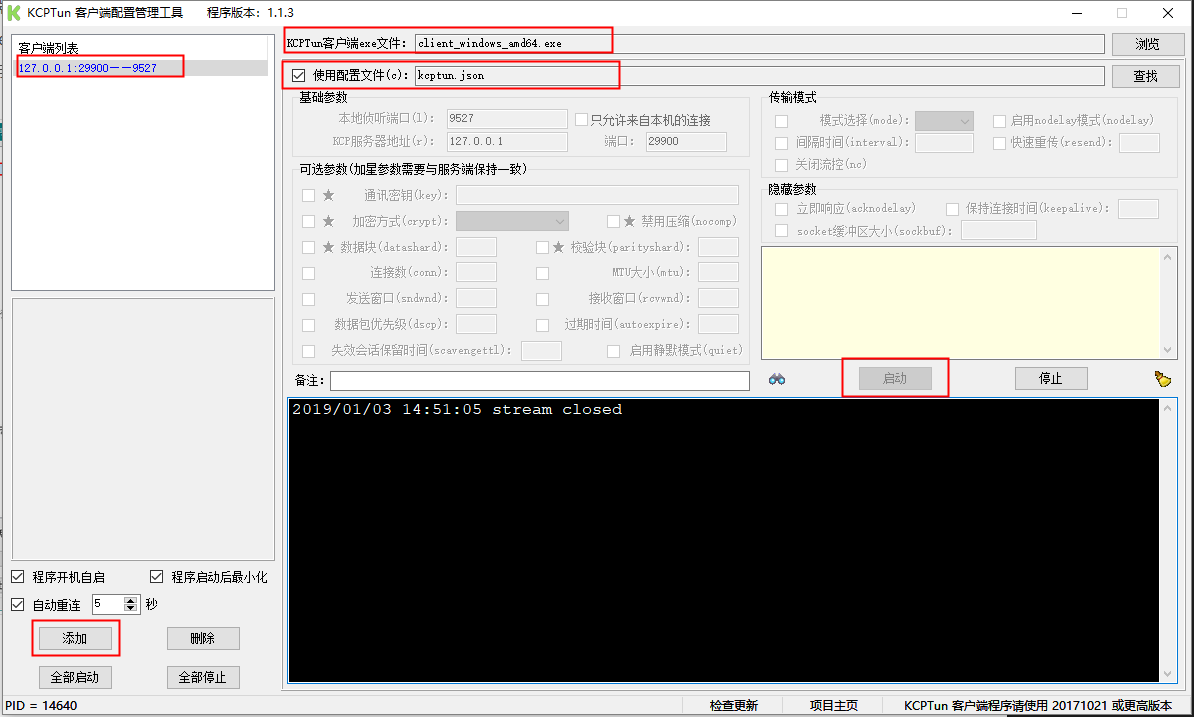 KCPTun 客户端配置管理工具 程序版本：1.1.3
客户端列表
127.0.0.1:29900——9527
KCPTun客户端exe文件: client_windows_amd64.exe 浏览
使用配置文件(c): kcptun.json 查找
基础参数
本地侦听端口(l): 9527 只允许来自本机的连接
KCP服务器地址(r): 127.0.0.1 端口: 29900
可选参数(加星参数需要与服务端保持一致)
★ 通讯密钥(key):
★ 加密方式(crypt): ★ 禁用压缩(nocomp)
★ 数据块(datashard): ★ 校验块(parityshard):
连接数(conn): MTU大小(mtu):
发送窗口(sndwnd): 接收窗口(rcvwnd):
数据包优先级(dscp): 过期时间(autoexpire):
失效会话保留时间(scavengettl): 启用静默模式(quiet)
备注:
传输模式
模式选择(mode): 启用nodelay模式(nodelay)
间隔时间(interval): 快速重传(resend):
关闭流控(nc)
隐藏参数
立即响应(acknodelay) 保持连接时间(keepalive):
socket缓冲区大小(sockbuf):
启动 停止
2019/01/03 14:51:05 stream closed
程序开机自启 程序启动后最小化
自动重连 5 秒
添加 删除
全部启动 全部停止
PID = 14640 检查更新 项目主页 KCPTun 客户端程序请使用 20171021 或更高版本